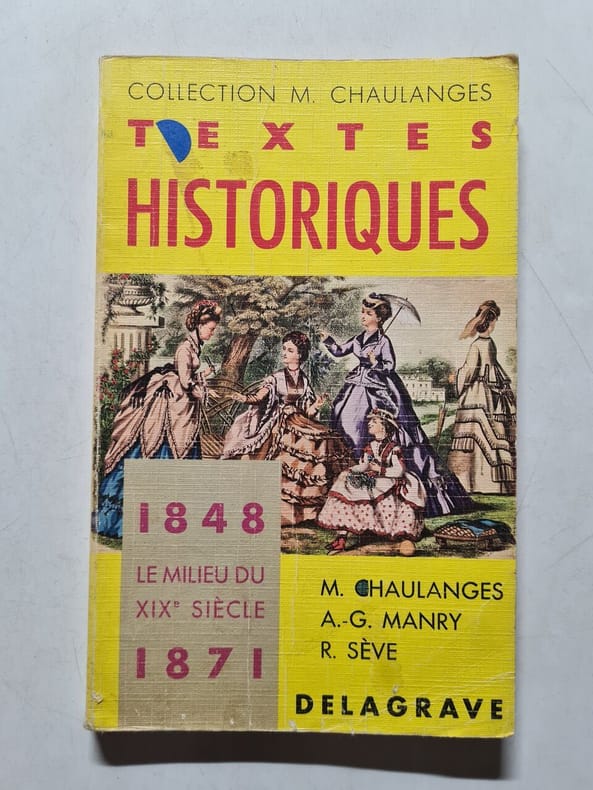 COLLECTION M. CHAULANGES
TEXTES
HISTORIQUES
1848
LE MILIEU DU
XIXe SIÈCLE
1871
M. CHAULANGES
A.-G. MANRY
R. SÈVE
DELAGRAVE